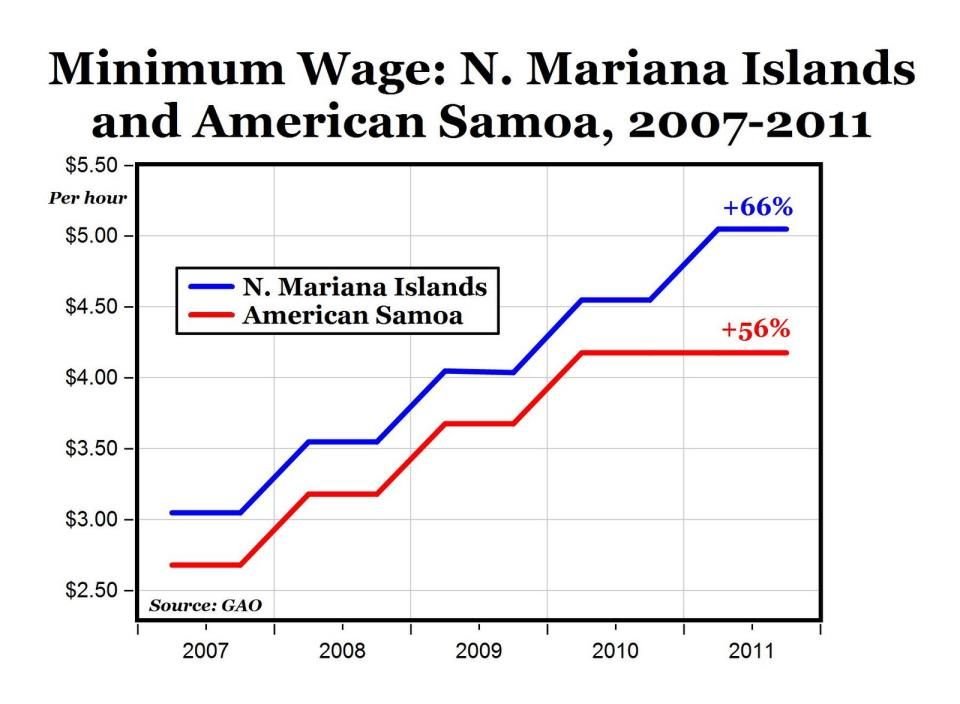 Minimum Wage: N. Mariana Islands
and American Samoa, 2007-2011
$5.50
Per hour
$5.00
$4.50
$4.00
$3.50
$3.00
$2.50
+66%
N. Mariana Islands
American Samoa
+56%
Source: GAO
2007 2008 2009 2010 2011